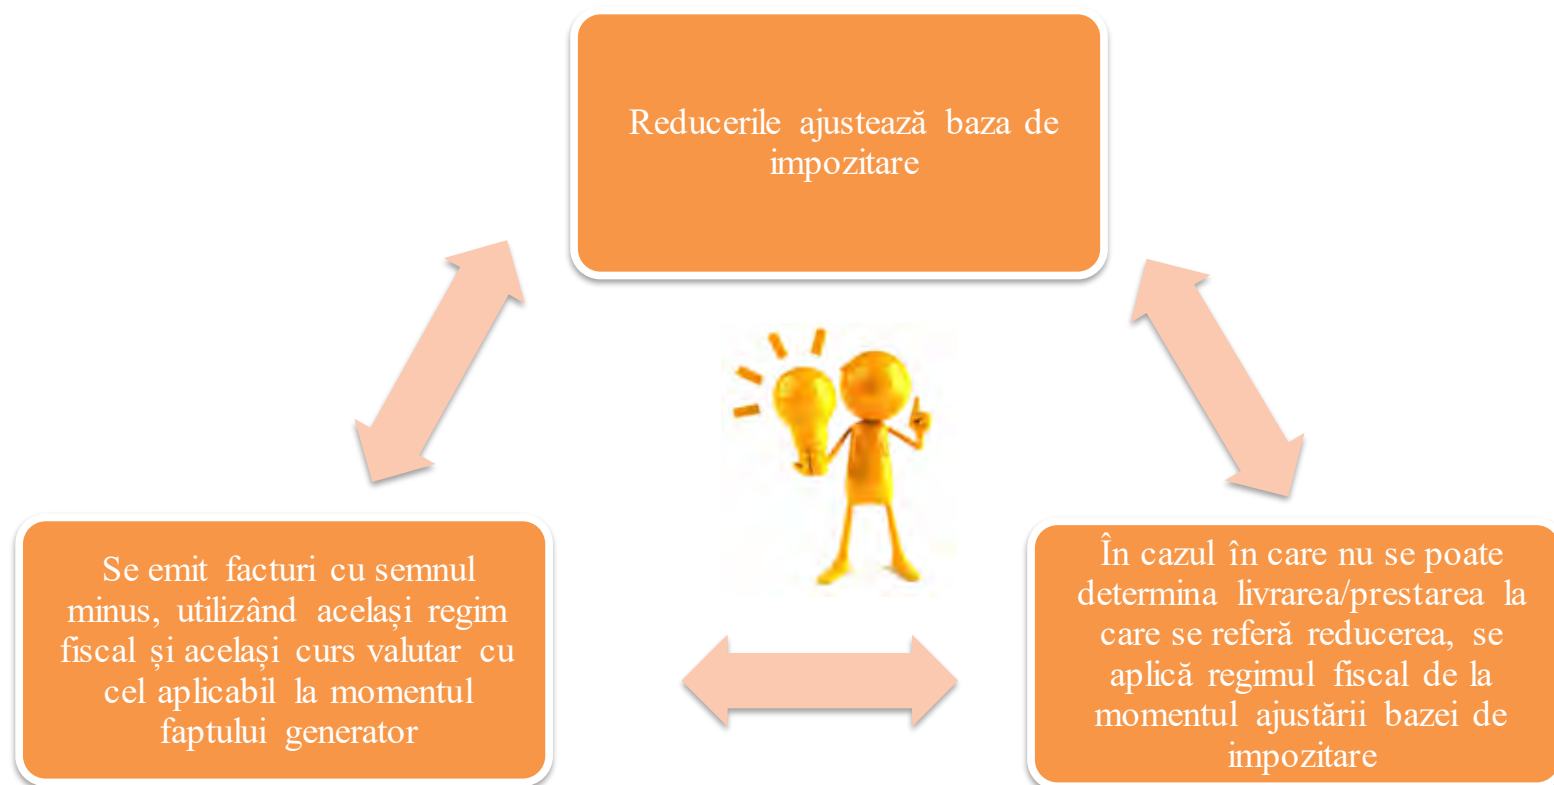 Reducerile ajustează baza de
impozitare
Se emit facturi cu semnul
minus, utilizând același regim
fiscal și același curs valutar cu
cel aplicabil la momentul
faptului generator
În cazul în care nu se poate
determina livrarea/prestarea la
care se referă reducerea, se
aplică regimul fiscal de la
momentul ajustării bazei de
impozitare